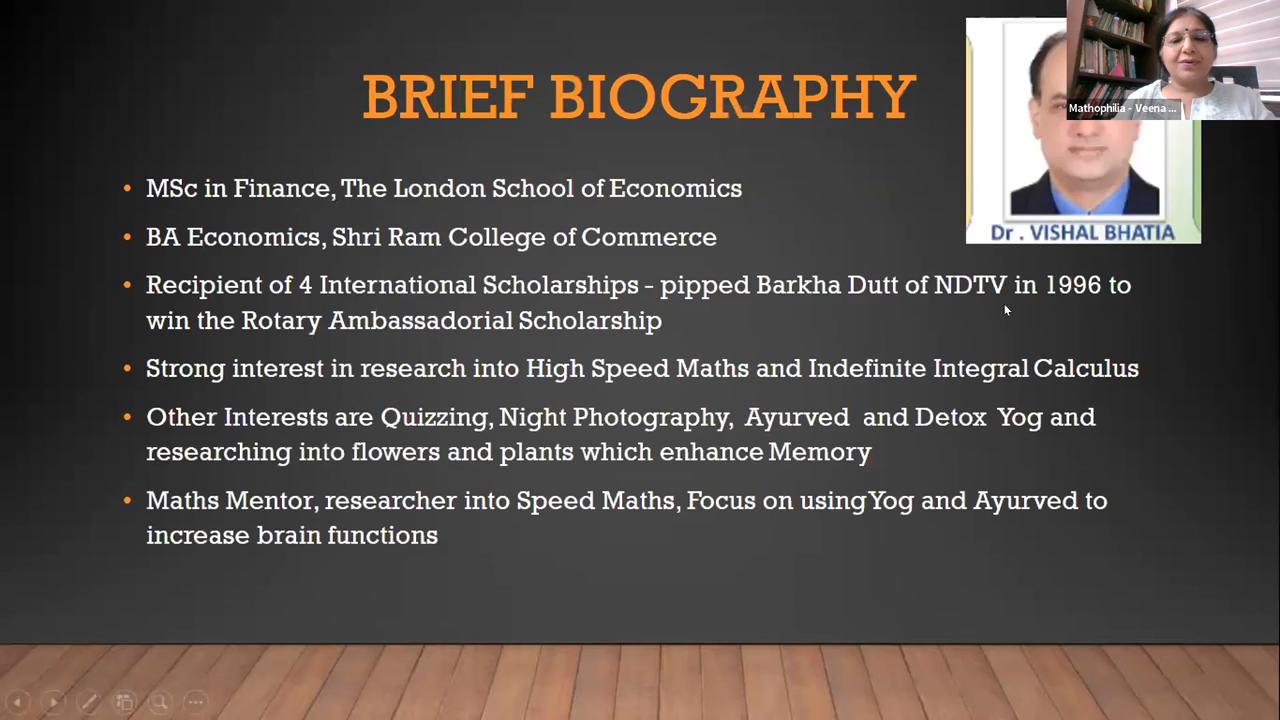 Mathophilia - Veena ...
BRIEF BIOGRAPHY
Dr . VISHAL BHATIA
• MSc in Finance, The London School of Economics
• BA Economics, Shri Ram College of Commerce
• Recipient of 4 International Scholarships - pipped Barkha Dutt of NDTV in 1996 to
win the Rotary Ambassadorial Scholarship
• Strong interest in research into High Speed Maths and Indefinite Integral Calculus
• Other Interests are Quizzing, Night Photography, Ayurved and Detox Yog and
researching into flowers and plants which enhance Memory
• Maths Mentor, researcher into Speed Maths, Focus on using Yog and Ayurved to
increase brain functions